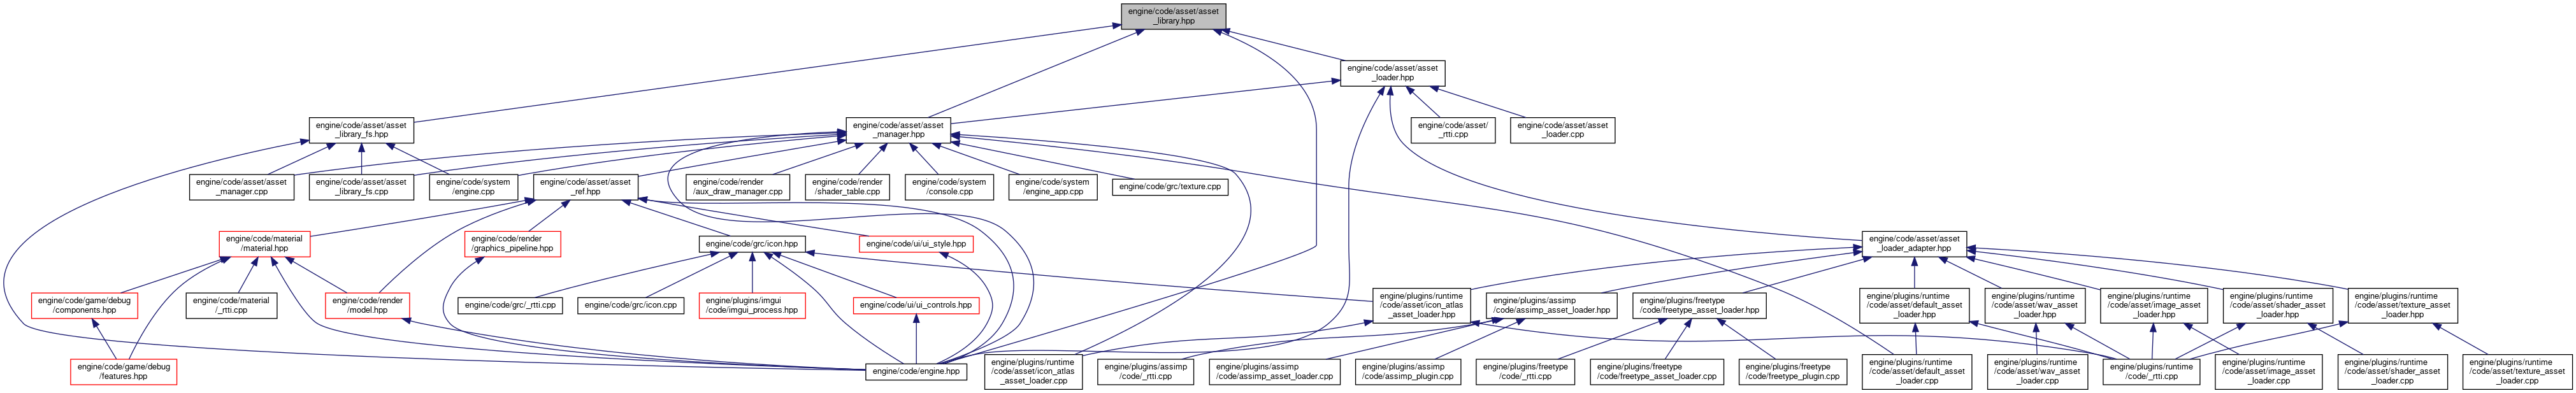 engine/code/asset/asset
_library.hpp
engine/code/asset/asset
_loader.hpp
engine/code/asset/asset
_library_fs.hpp
engine/code/asset/asset
_manager.hpp
engine/code/asset/
_rtti.cpp
engine/code/asset/asset
_loader.cpp
engine/code/asset/asset
_manager.cpp
engine/code/asset/asset
_library_fs.cpp
engine/code/system
/engine.cpp
engine/code/asset/asset
_ref.hpp
engine/code/render
/aux_draw_manager.cpp
engine/code/render
/shader_table.cpp
engine/code/system
/console.cpp
engine/code/system
/engine_app.cpp
engine/code/grc/texture.cpp
engine/code/material
/material.hpp
engine/code/render
/graphics_pipeline.hpp
engine/code/grc/icon.hpp
engine/code/ui/ui_style.hpp
engine/code/asset/asset
_loader_adapter.hpp
engine/code/game/debug
/components.hpp
engine/code/material
/_rtti.cpp
engine/code/render
/model.hpp
engine/code/grc/_rtti.cpp
engine/code/grc/icon.cpp
engine/plugins/imgui
/code/imgui_process.hpp
engine/code/ui/ui_controls.hpp
engine/plugins/runtime
/code/asset/icon_atlas
_asset_loader.hpp
engine/plugins/assimp
/code/assimp_asset_loader.hpp
engine/plugins/freetype
/code/freetype_asset_loader.hpp
engine/plugins/runtime
/code/asset/default_asset
_loader.hpp
engine/plugins/runtime
/code/asset/wav_asset
_loader.hpp
engine/plugins/runtime
/code/asset/image_asset
_loader.hpp
engine/plugins/runtime
/code/asset/shader_asset
_loader.hpp
engine/plugins/runtime
/code/asset/texture_asset
_loader.hpp
engine/code/game/debug
/features.hpp
engine/code/engine.hpp
engine/plugins/runtime
/code/asset/icon_atlas
_asset_loader.cpp
engine/plugins/assimp
/code/_rtti.cpp
engine/plugins/assimp
/code/assimp_asset_loader.cpp
engine/plugins/assimp
/code/assimp_plugin.cpp
engine/plugins/freetype
/code/_rtti.cpp
engine/plugins/freetype
/code/freetype_asset_loader.cpp
engine/plugins/freetype
/code/freetype_plugin.cpp
engine/plugins/runtime
/code/asset/default_asset
_loader.cpp
engine/plugins/runtime
/code/asset/wav_asset
_loader.cpp
engine/plugins/runtime
/code/_rtti.cpp
engine/plugins/runtime
/code/asset/image_asset
_loader.cpp
engine/plugins/runtime
/code/asset/shader_asset
_loader.cpp
engine/plugins/runtime
/code/asset/texture_asset
_loader.cpp